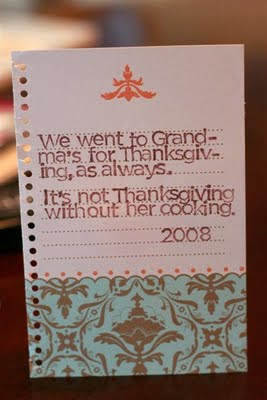 We went to Grand-
ma's for Thanksgiv-
ing, as always.
It's not Thanksgiving
without her cooking.
2008